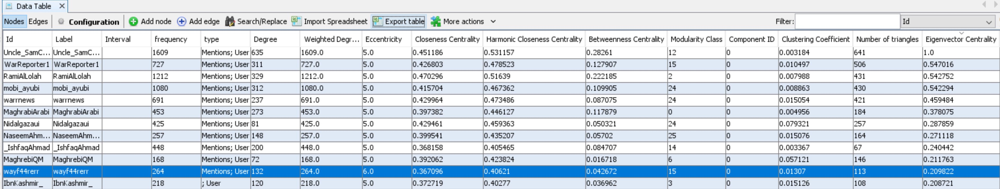 Data Table
Nodes Edges Configuration Add node Add edge Search/Replace Import Spreadsheet Export table More actions Filter: Id
Id Label Interval frequency type Degree Weighted Degr... Eccentricity Closeness Centrality Harmonic Closeness Centrality Betweenness Centrality Modularity Class Component ID Clustering Coefficient Number of triangles Eigenvector Centrality
Uncle_SamC... Uncle_SamC... 1609 Mentions; User 635 1609.0 5.0 0.451186 0.531157 0.28261 12 0 0.003184 641 1.0
WarReporter1 WarReporter1 727 Mentions; User 311 727.0 5.0 0.426803 0.478523 0.127907 15 0 0.010497 506 0.547016
RamiAlLolah RamiAlLolah 1212 Mentions; User 329 1212.0 5.0 0.470296 0.51639 0.222185 2 0 0.007988 431 0.542752
mobi_ayubi mobi_ayubi 1080 Mentions; User 312 1080.0 5.0 0.415704 0.467362 0.109905 24 0 0.008863 430 0.542294
warrnews warrnews 691 Mentions; User 237 691.0 5.0 0.429964 0.473486 0.087075 24 0 0.015054 421 0.459484
MaghrabiArabi MaghrabiArabi 453 Mentions; User 273 453.0 5.0 0.397382 0.446127 0.117879 0 0 0.004956 184 0.378075
Nidalgazaui Nidalgazaui 425 Mentions; User 81 425.0 5.0 0.429461 0.459363 0.050321 24 0 0.079321 257 0.287859
NaseemAhm... NaseemAhm... 257 Mentions; User 148 257.0 5.0 0.399541 0.435207 0.05702 25 0 0.015076 164 0.271118
_IshfaqAhmad _IshfaqAhmad 448 Mentions; User 200 448.0 5.0 0.368158 0.405465 0.084707 14 0 0.003367 67 0.240442
MaghrebiQM MaghrebiQM 168 Mentions; User 72 168.0 5.0 0.392062 0.423824 0.016718 6 0 0.057121 146 0.211763
wayf44rerr wayf44rerr 264 Mentions; User 132 264.0 6.0 0.367096 0.40621 0.042672 15 0 0.01307 113 0.209822
IbnKashmir_ IbnKashmir_ 218 ; User 120 218.0 5.0 0.372719 0.40277 0.036962 3 0 0.015126 108 0.208721